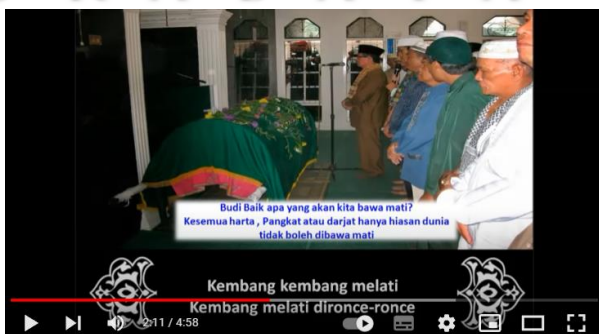 Budi Baik apa yang akan kita bawa mati?
Kesemua harta , Pangkat atau darjat hanya hiasan dunia
tidak boleh dibawa mati
Kembang kembang melati
Kembang melati dironce-ronce
2:11 / 4:58